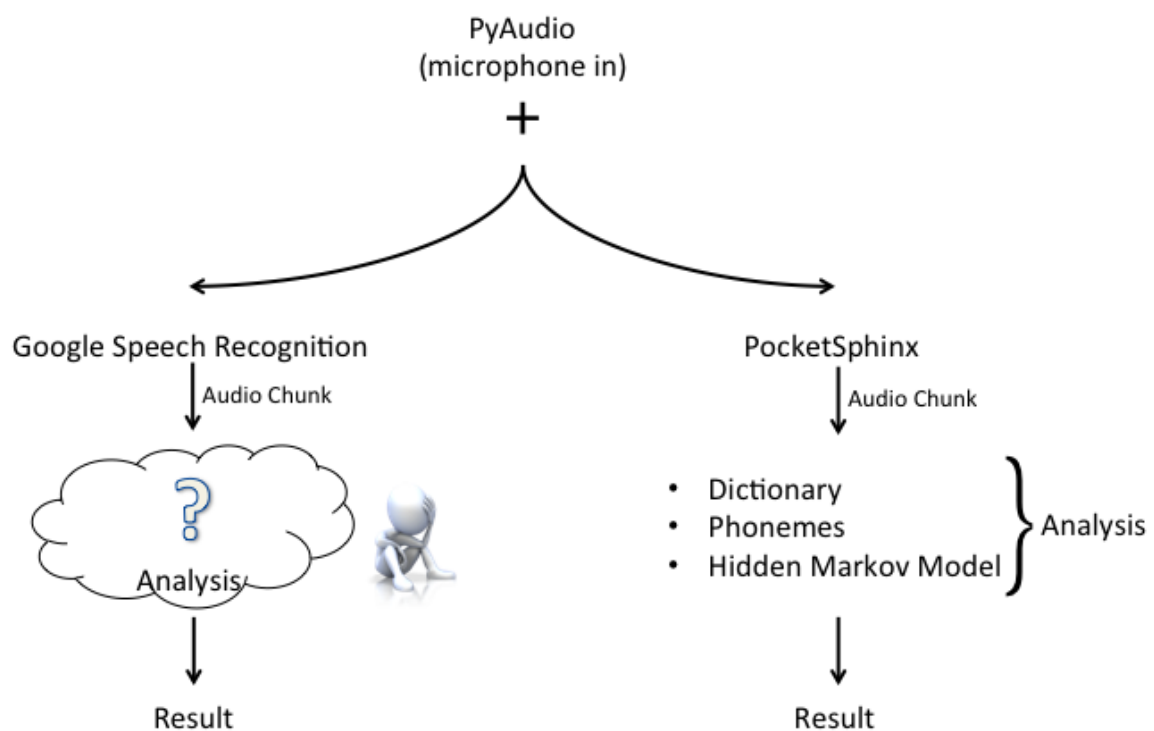 PyAudio
(microphone in)
+
Google Speech Recognition
Audio Chunk
?
Analysis
Result
PocketSphinx
Audio Chunk
• Dictionary
• Phonemes
• Hidden Markov Model
Analysis
Result